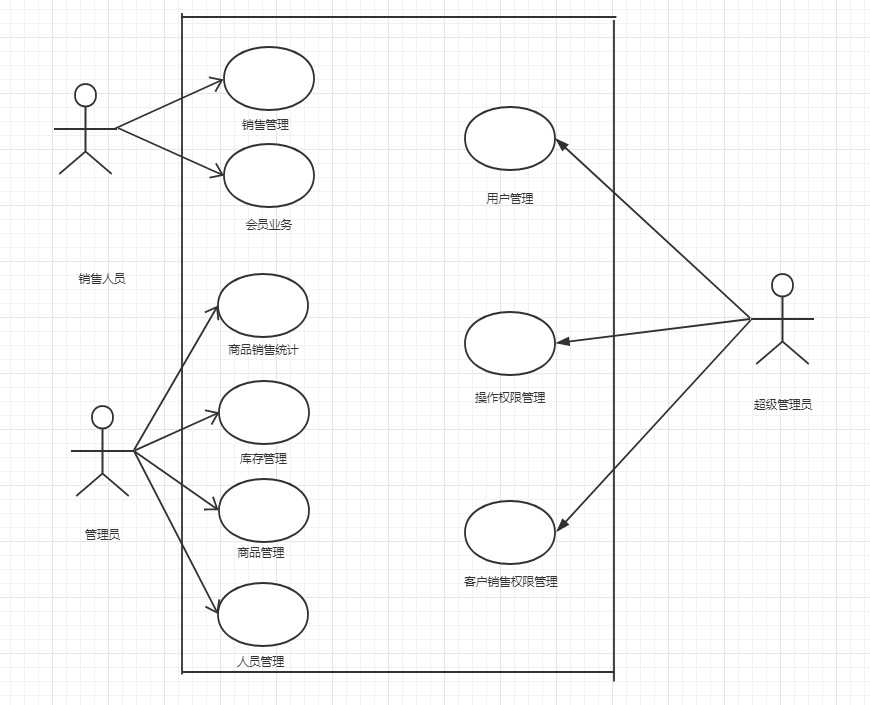 销售管理
会员业务
用户管理
销售人员
商品销售统计
操作权限管理
超级管理员
库存管理
管理员
商品管理
客户销售权限管理
人员管理